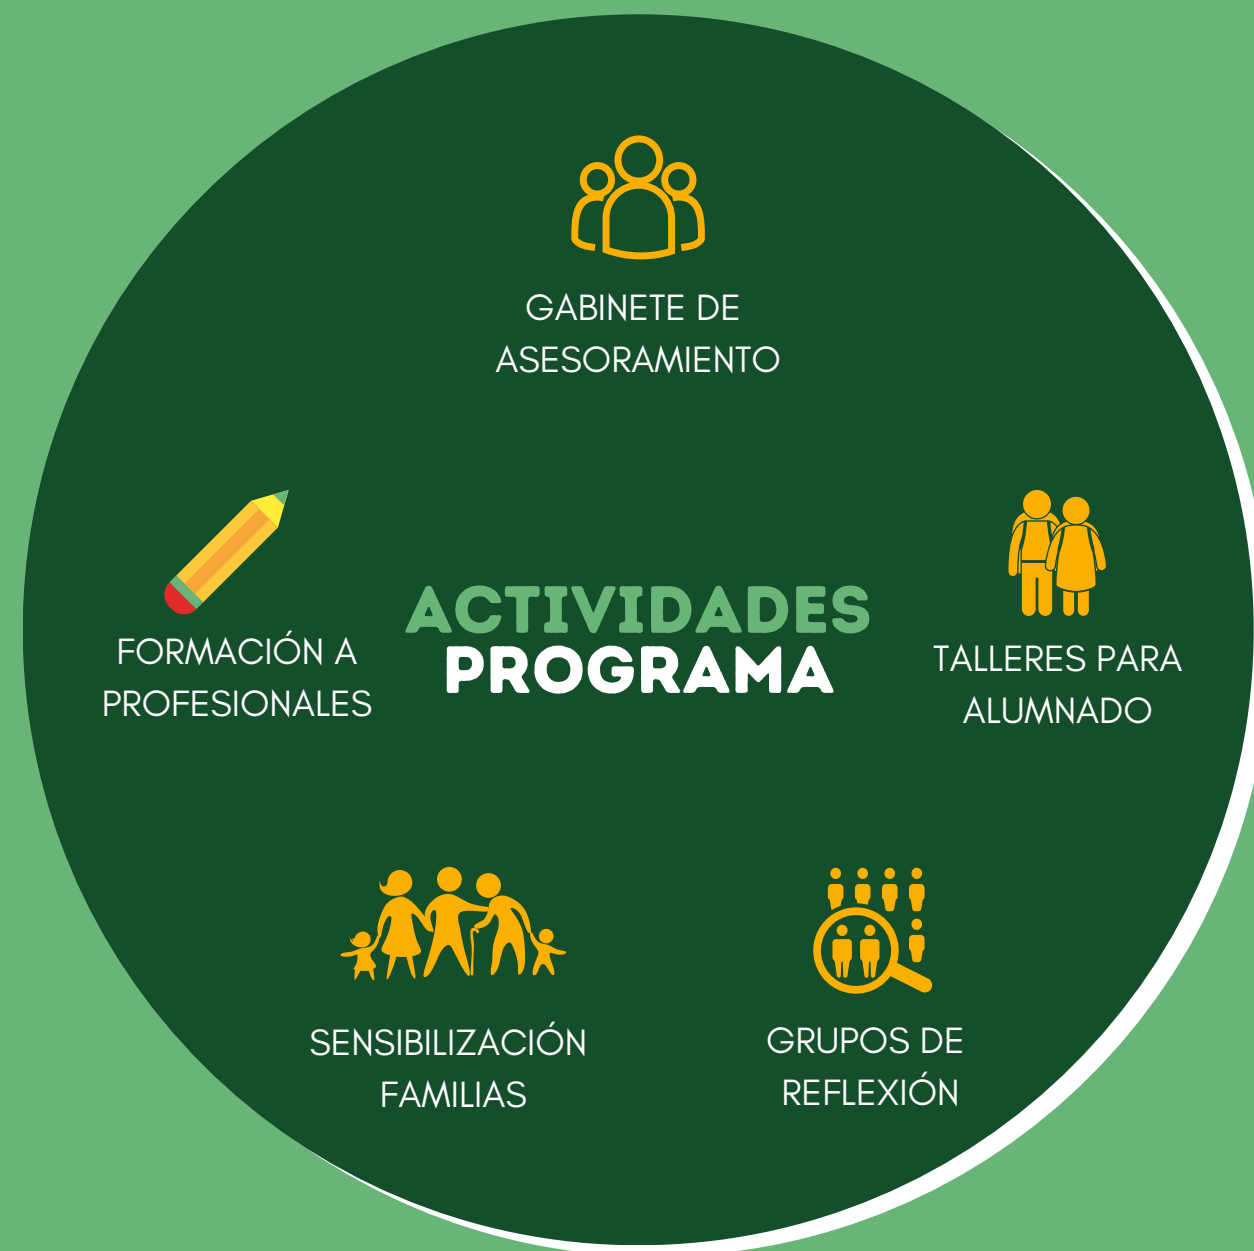 GABINETE DE
ASESORAMIENTO
FORMACIÓN A
PROFESIONALES
ACTIVIDADES
PROGRAMA
TALLERES PARA
ALUMNADO
SENSIBILIZACIÓN
FAMILIAS
GRUPOS DE
REFLEXIÓN